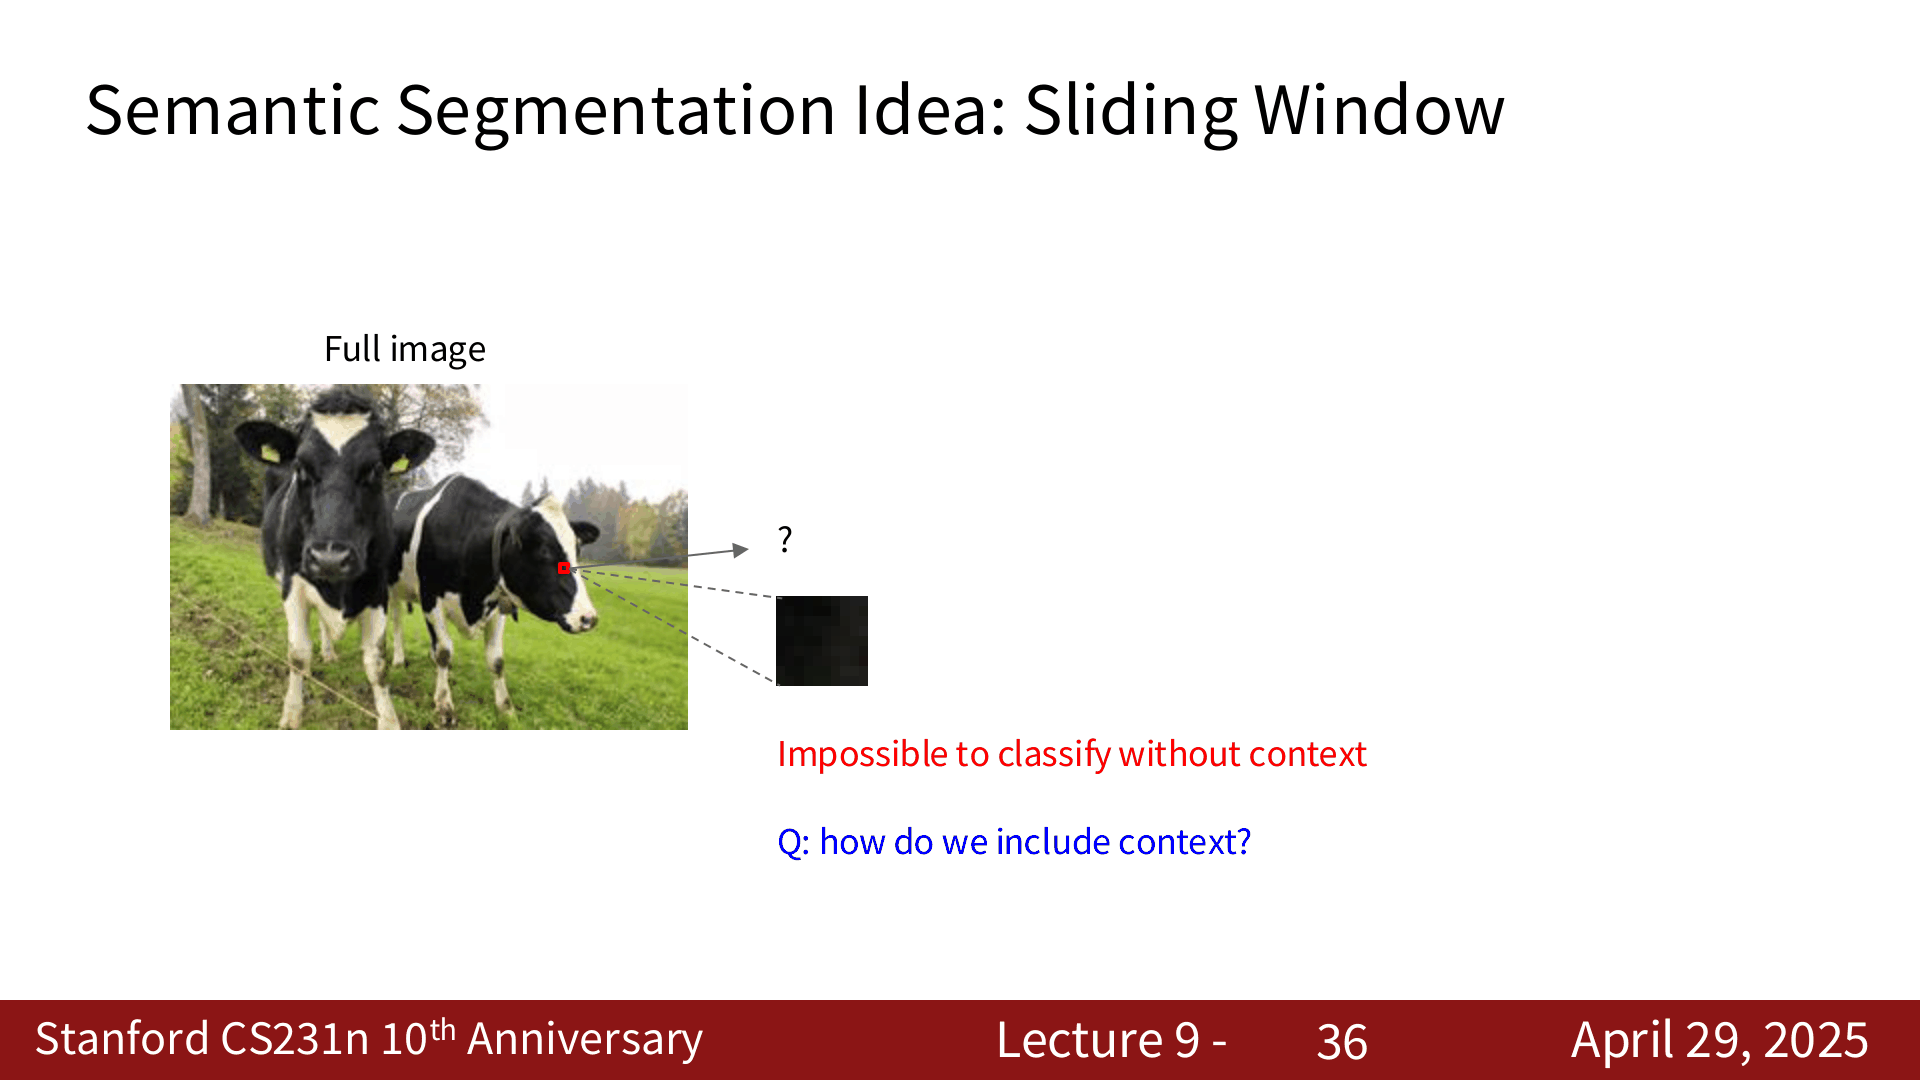 Semantic Segmentation Idea: Sliding Window
Full image
?
Impossible to classify without context
Q: how do we include context?
Stanford CS231n 10th Anniversary
Lecture 9 - 36
April 29, 2025